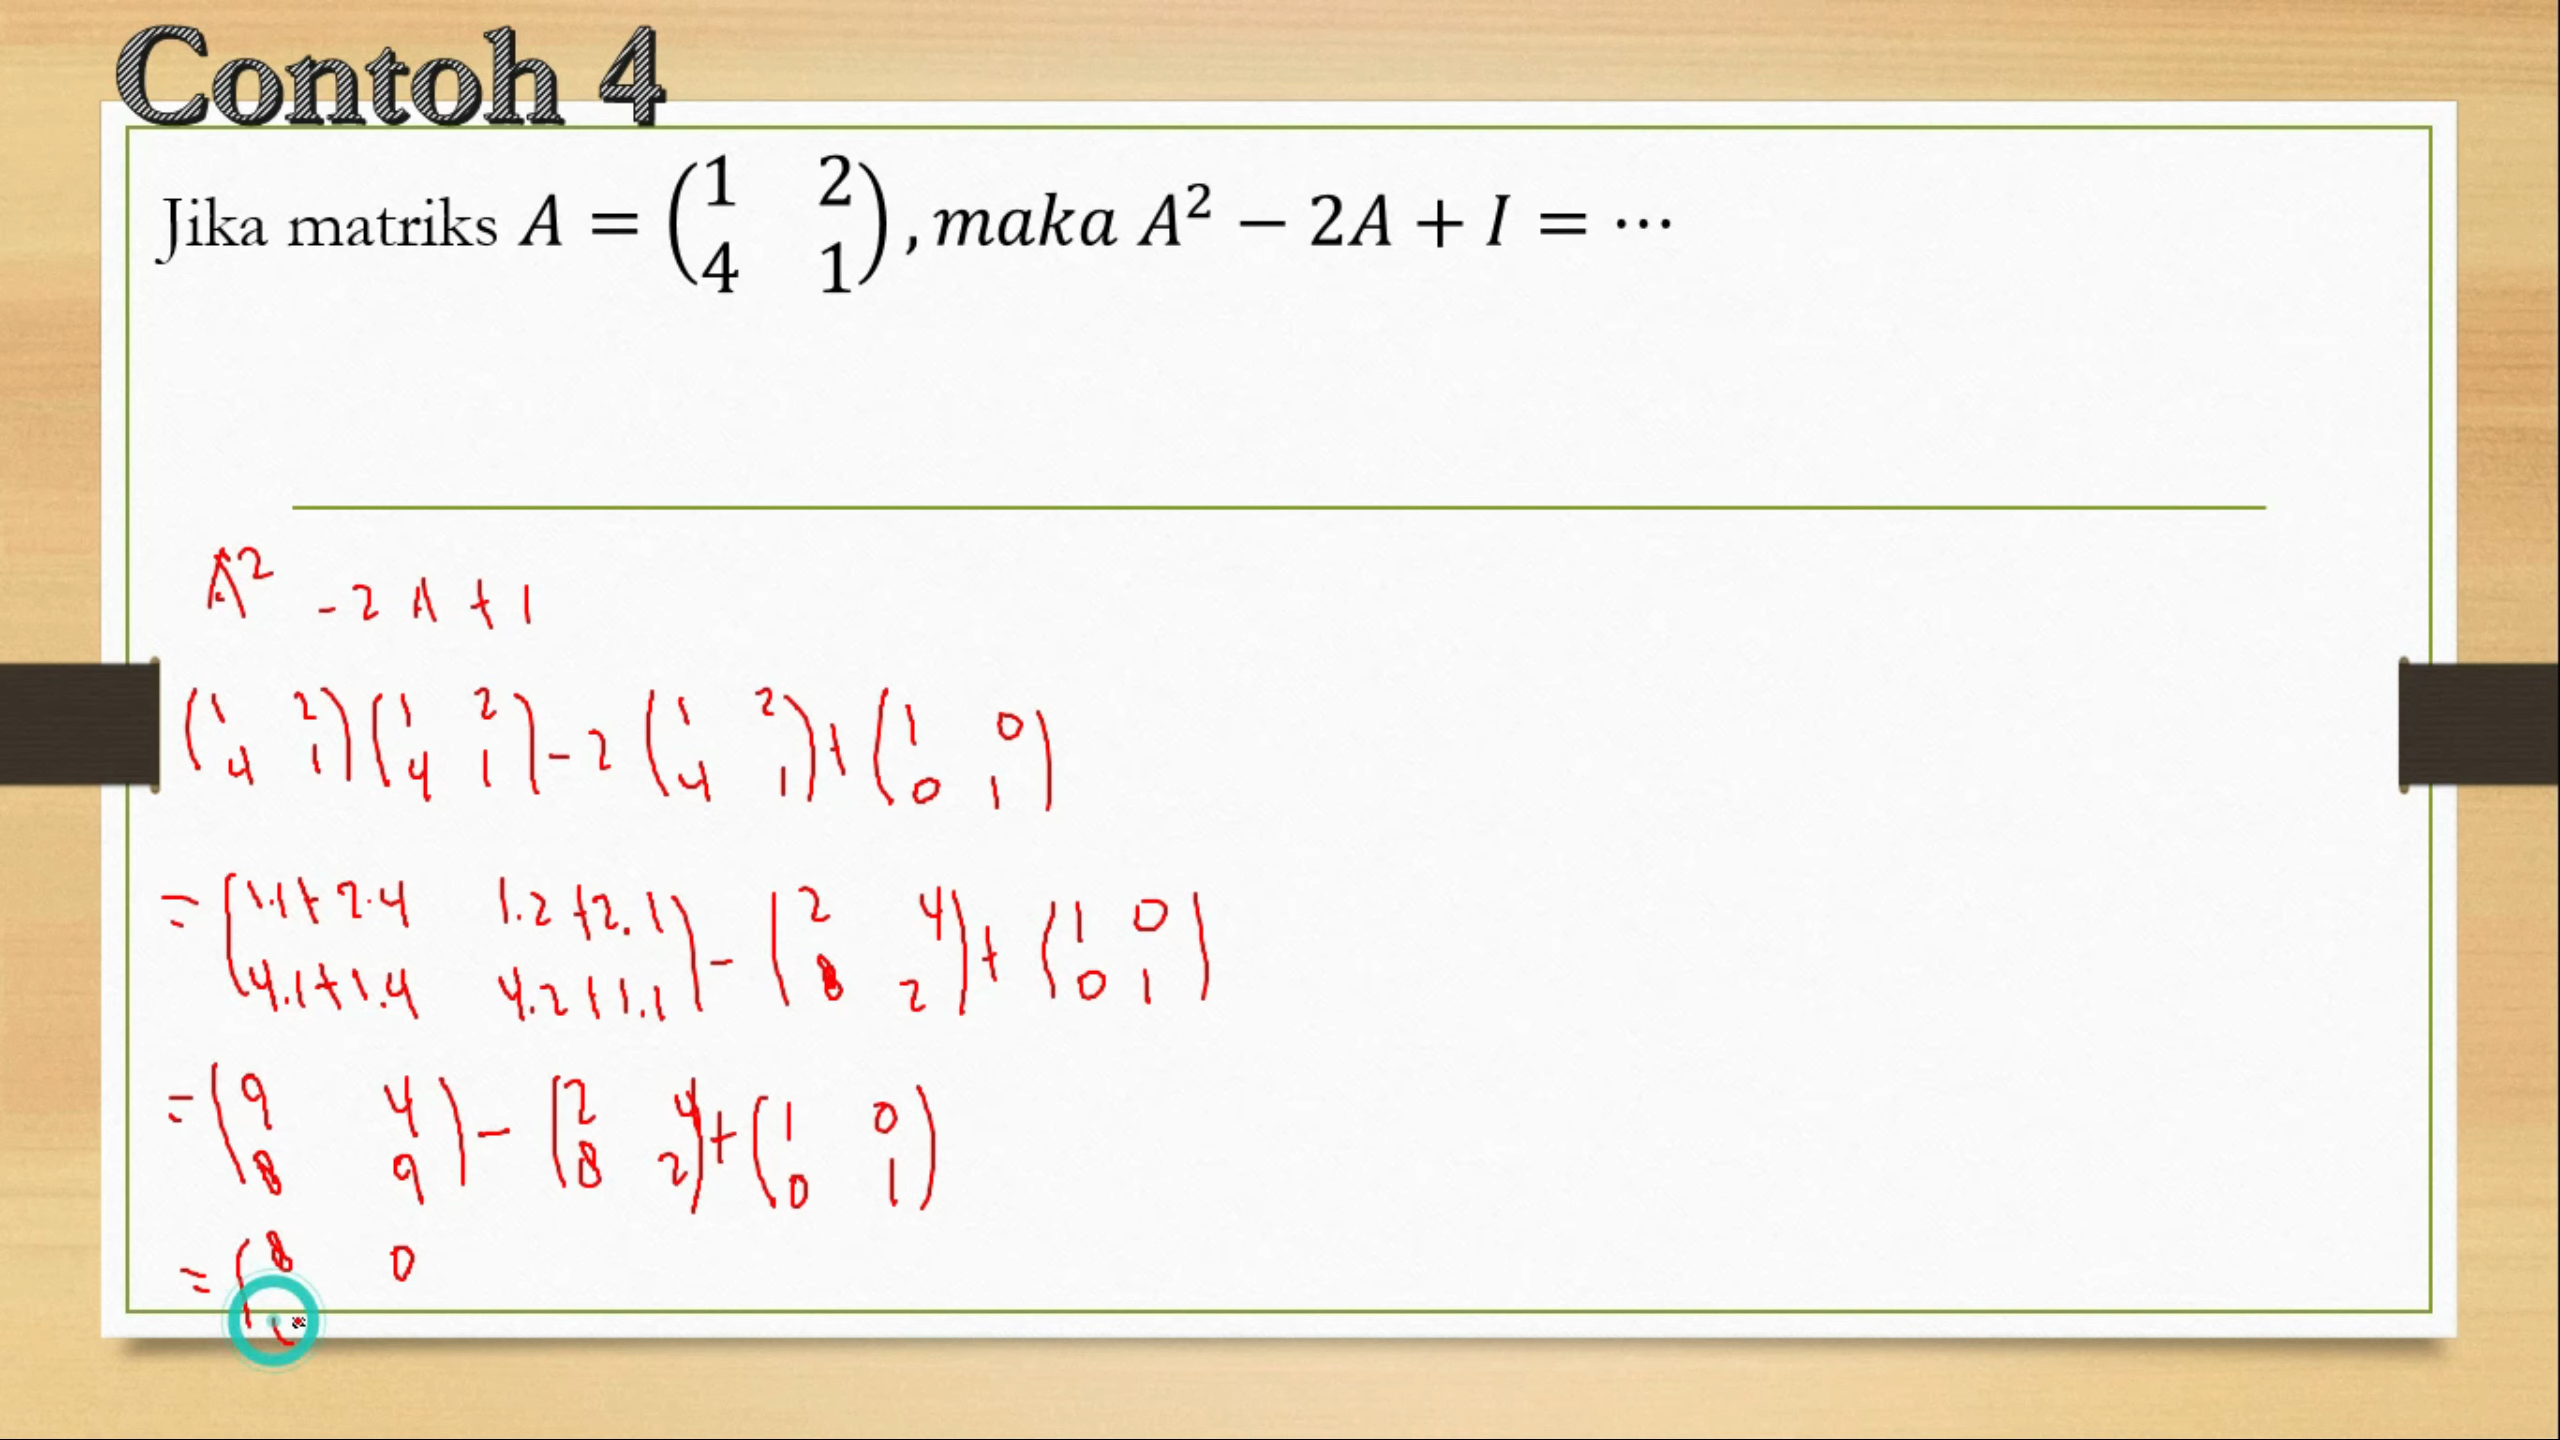 Contoh 4
Jika matriks A = (1 2
4 1), maka A² − 2A + I = ⋯
A² - 2 A + I
(1 2 4 1) (1 2 4 1) - 2 (1 2 4 1) + (1 0 0 1)
= (1.1+2.4 1.2+2.1 4.1+1.4 4.2+1.1) - (2 4 8 2) + (1 0 0 1)
= (9 4 8 9) - (2 4 8 2) + (1 0 0 1)
= (8 0